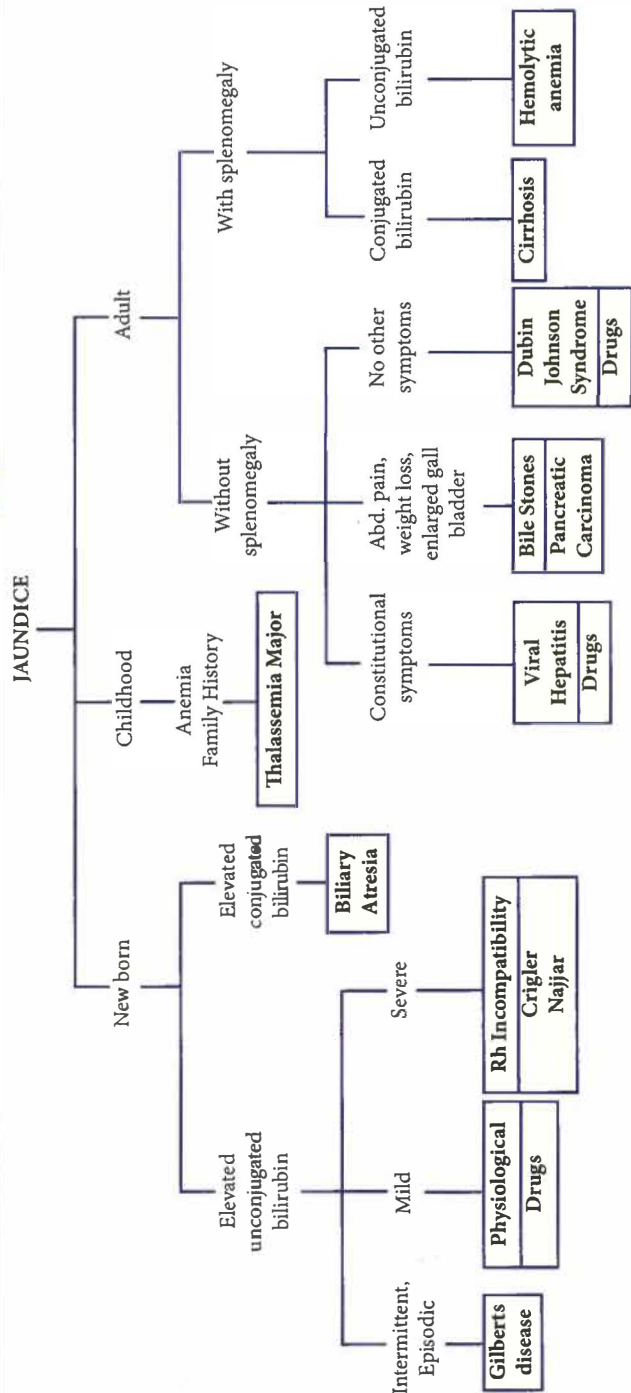 JAUNDICE
New born
Childhood
Adult
Elevated
unconjugated
bilirubin
Elevated
conjugated
bilirubin
Anemia
Family History
Without
splenomegaly
With splenomegaly
Biliary
Atresia
Thalassemia Major
Intermittent,
Episodic
Mild
Severe
Constitutional
symptoms
Abd. pain,
weight loss,
enlarged gall
bladder
No other
symptoms
Conjugated
bilirubin
Unconjugated
bilirubin
Gilberts
disease
Physiological
Drugs
Rh Incompatibility
Crigler
Najjar
Viral
Hepatitis
Drugs
Bile Stones
Pancreatic
Carcinoma
Dubin
Johnson
Syndrome
Drugs
Cirrhosis
Hemolytic
anemia